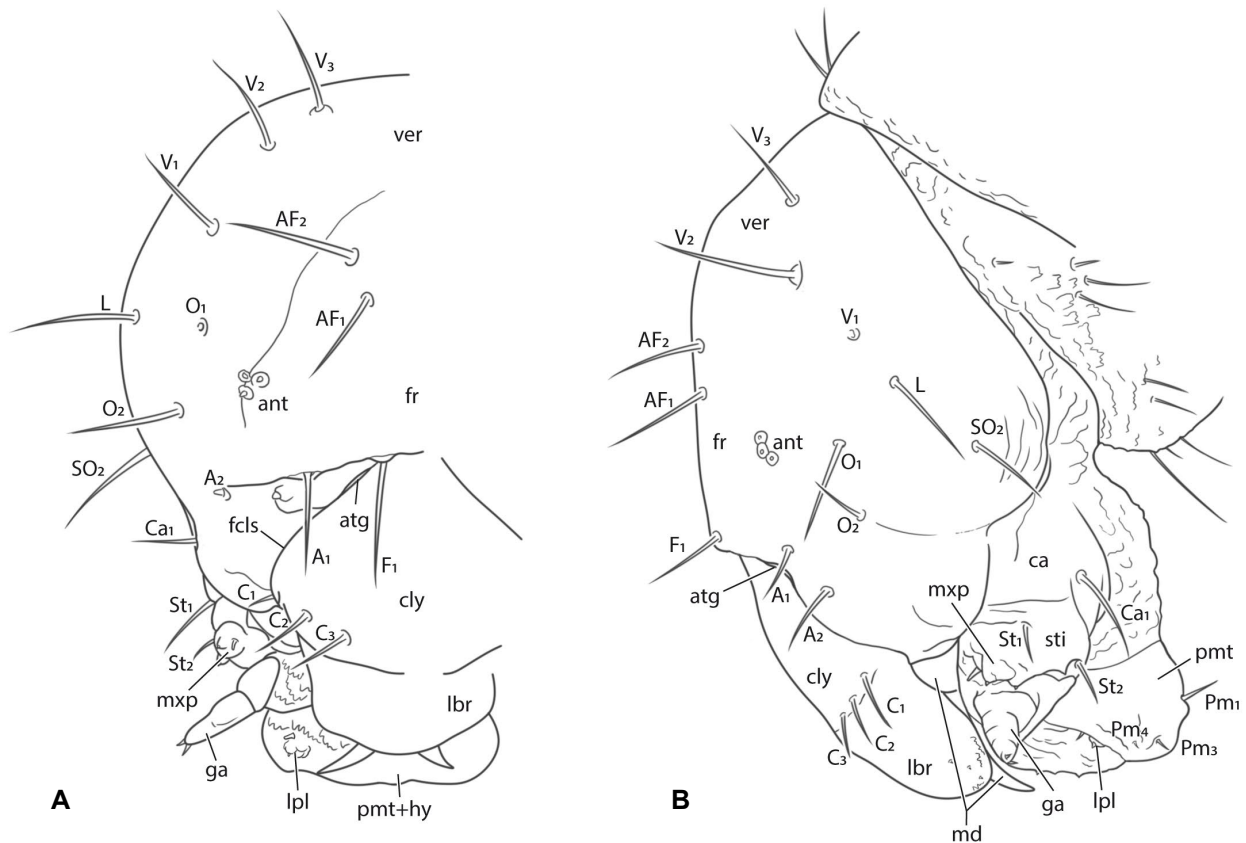 V₃
V₂
ver
V₁
AF₂
L
O₁
AF₁
O₂
ant
fr
SO₂
A₂
Ca₁
fcls
atg
A₁
F₁
St₁
C₁
C₂
cly
C₃
St₂
mxp
lbr
ga
lpl
pmt+hy
A
V₃
ver
V₂
V₁
AF₂
L
AF₁
fr
ant
SO₂
O₁
O₂
F₁
atg
A₁
mxp
ca
A₂
Ca₁
St₁
sti
cly
pmt
St₂
C₁
Pm₁
C₂
Pm₄
C₃
Pm₃
lbr
ga
lpl
md
B